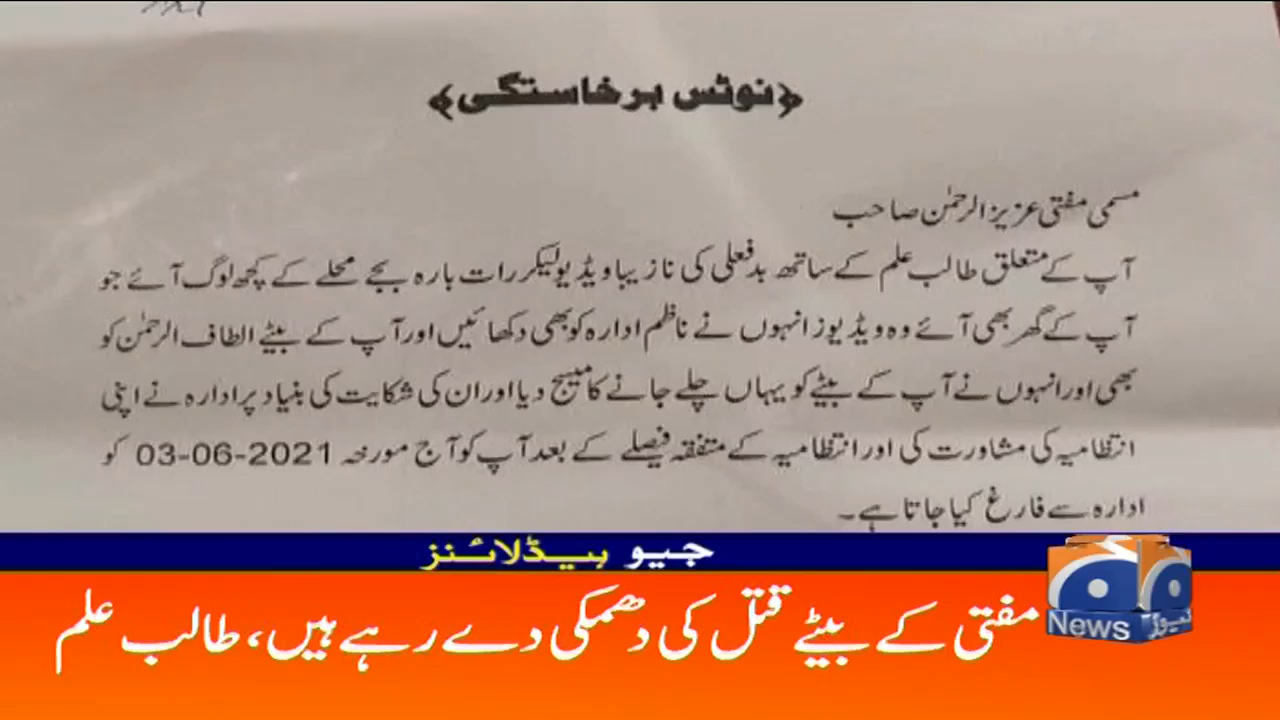 ﴿نوٹس برخاستگی﴾
مسمی مفتی عزیز الرحمٰن صاحب
آپ کے متعلق طالب علم کے ساتھ بدفعلی کی نازیبا ویڈیو لیکر رات بارہ بجے محلے کے کچھ لوگ آئے جو
آپ کے گھر بھی آئے وہ ویڈیوز انہوں نے ناظم ادارہ کو بھی دکھائیں اور آپ کے بیٹے الطاف الرحمٰن کو
بھی اور انہوں نے آپ کے بیٹے کو یہاں چلے جانے کا میسج دیا اور ان کی شکایت کی بنیاد پر ادارہ نے اپنی
انتظامیہ کی مشاورت کی اور انتظامیہ کے متفقہ فیصلے کے بعد آپ کو آج مورخہ 03-06-2021 کو
ادارہ سے فارغ کیا جاتا ہے۔
جیو ہیڈلائنز
مفتی کے بیٹے قتل کی دھمکی دے رہے ہیں، طالب علم
News نیوز